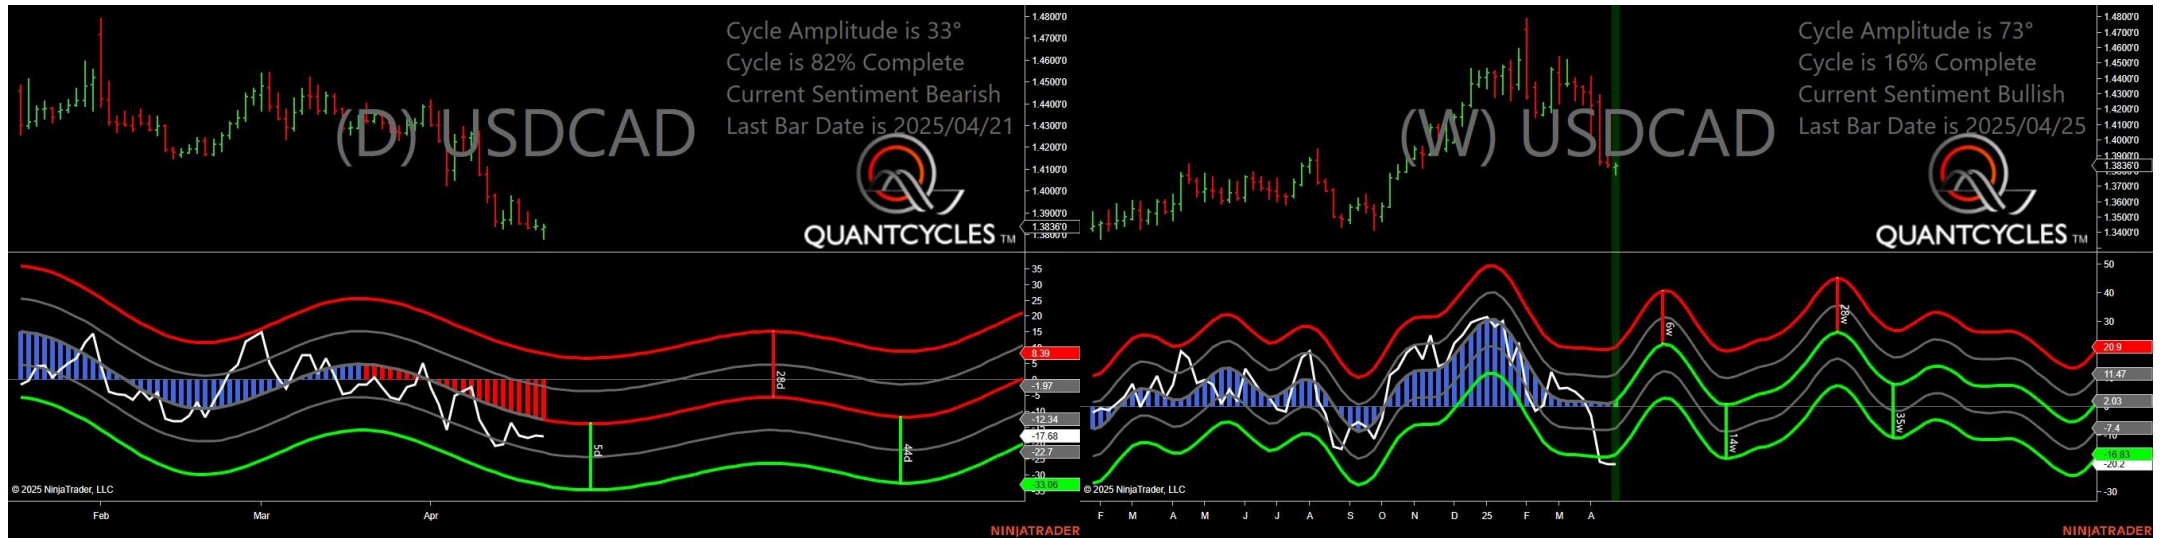 Cycle Amplitude is 33°
Cycle is 82% Complete
Current Sentiment Bearish
Last Bar Date is 2025/04/21
(D) USDCAD
QUANTCYCLES TM
1.4800'0
1.4700'0
1.4600'0
1.4500'0
1.4400'0
1.4300'0
1.4200'0
1.4100'0
1.4000'0
1.3900'0
1.3836'0
1.3800'0
35
30
25
20
15
8.39
5
-1.97
-5
-12.34
-17.68
-22.7
-30
-33.06
28d
5d
44d
© 2025 NinjaTrader, LLC
Feb
Mar
Apr
NINJATRADER
Cycle Amplitude is 73°
Cycle is 16% Complete
Current Sentiment Bullish
Last Bar Date is 2025/04/25
(W) USDCAD
QUANTCYCLES TM
1.4800'0
1.4700'0
1.4600'0
1.4500'0
1.4400'0
1.4300'0
1.4200'0
1.4100'0
1.4000'0
1.3900'0
1.3836'0
1.3700'0
1.3600'0
1.3500'0
1.3400'0
50
40
30
20.9
11.47
2.03
-7.4
-10
-16.83
-20.2
-30
6w
28w
14w
35w
© 2025 NinjaTrader, LLC
F
M
A
M
J
J
A
S
O
N
D
25
F
M
A
NINJATRADER